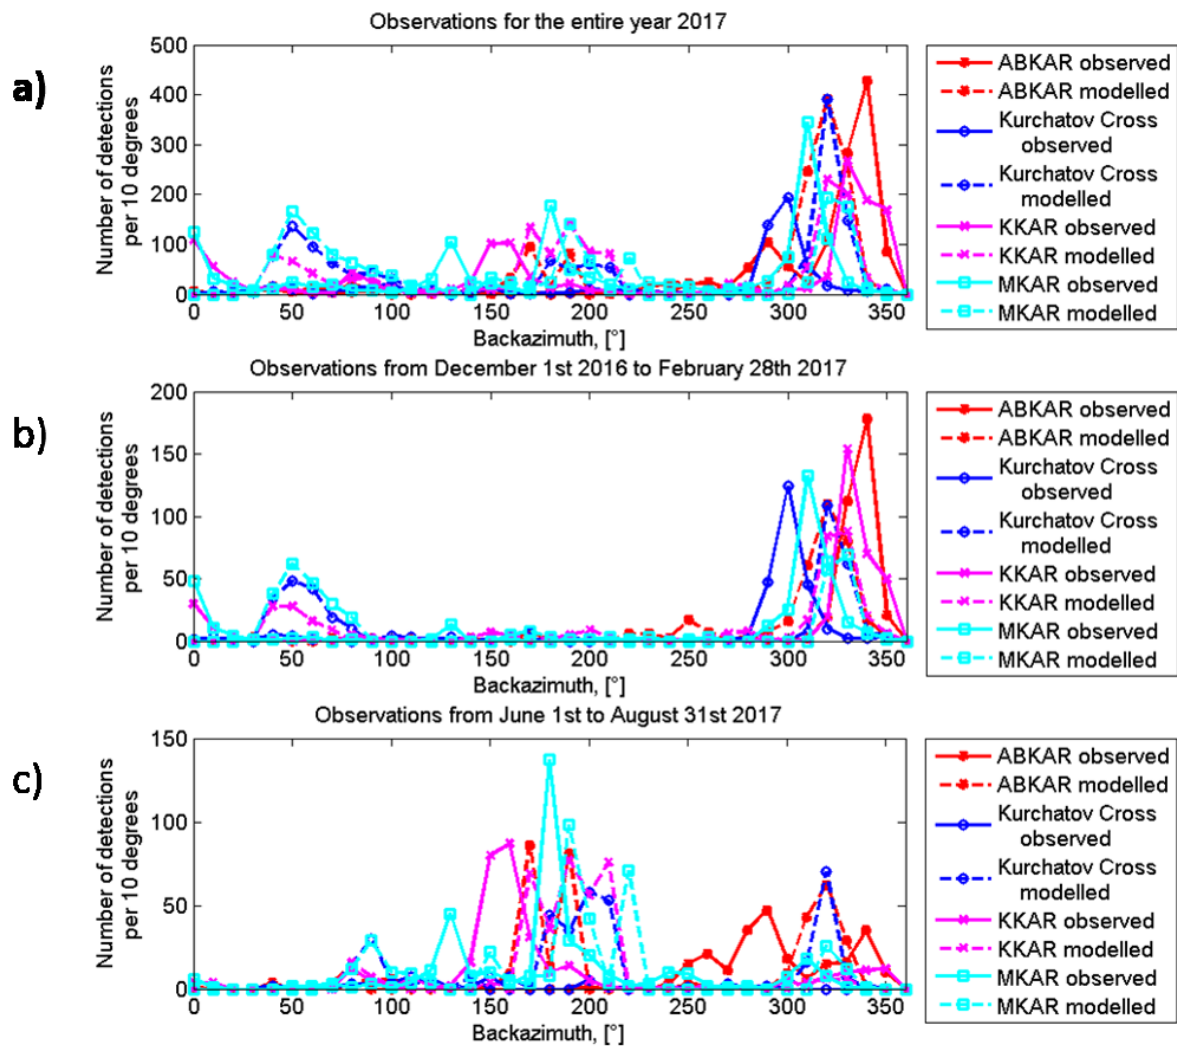 Observations for the entire year 2017
a)
Number of detections
per 10 degrees
500
400
300
200
100
0
0 50 100 150 200 250 300 350
Backazimuth, [°]
ABKAR observed
ABKAR modelled
Kurchatov Cross
observed
Kurchatov Cross
modelled
KKAR observed
KKAR modelled
MKAR observed
MKAR modelled
Observations from December 1st 2016 to February 28th 2017
b)
Number of detections
per 10 degrees
200
150
100
50
0
0 50 100 150 200 250 300 350
Backazimuth, [°]
ABKAR observed
ABKAR modelled
Kurchatov Cross
observed
Kurchatov Cross
modelled
KKAR observed
KKAR modelled
MKAR observed
MKAR modelled
Observations from June 1st to August 31st 2017
c)
Number of detections
per 10 degrees
150
100
50
0
0 50 100 150 200 250 300 350
Backazimuth, [°]
ABKAR observed
ABKAR modelled
Kurchatov Cross
observed
Kurchatov Cross
modelled
KKAR observed
KKAR modelled
MKAR observed
MKAR modelled